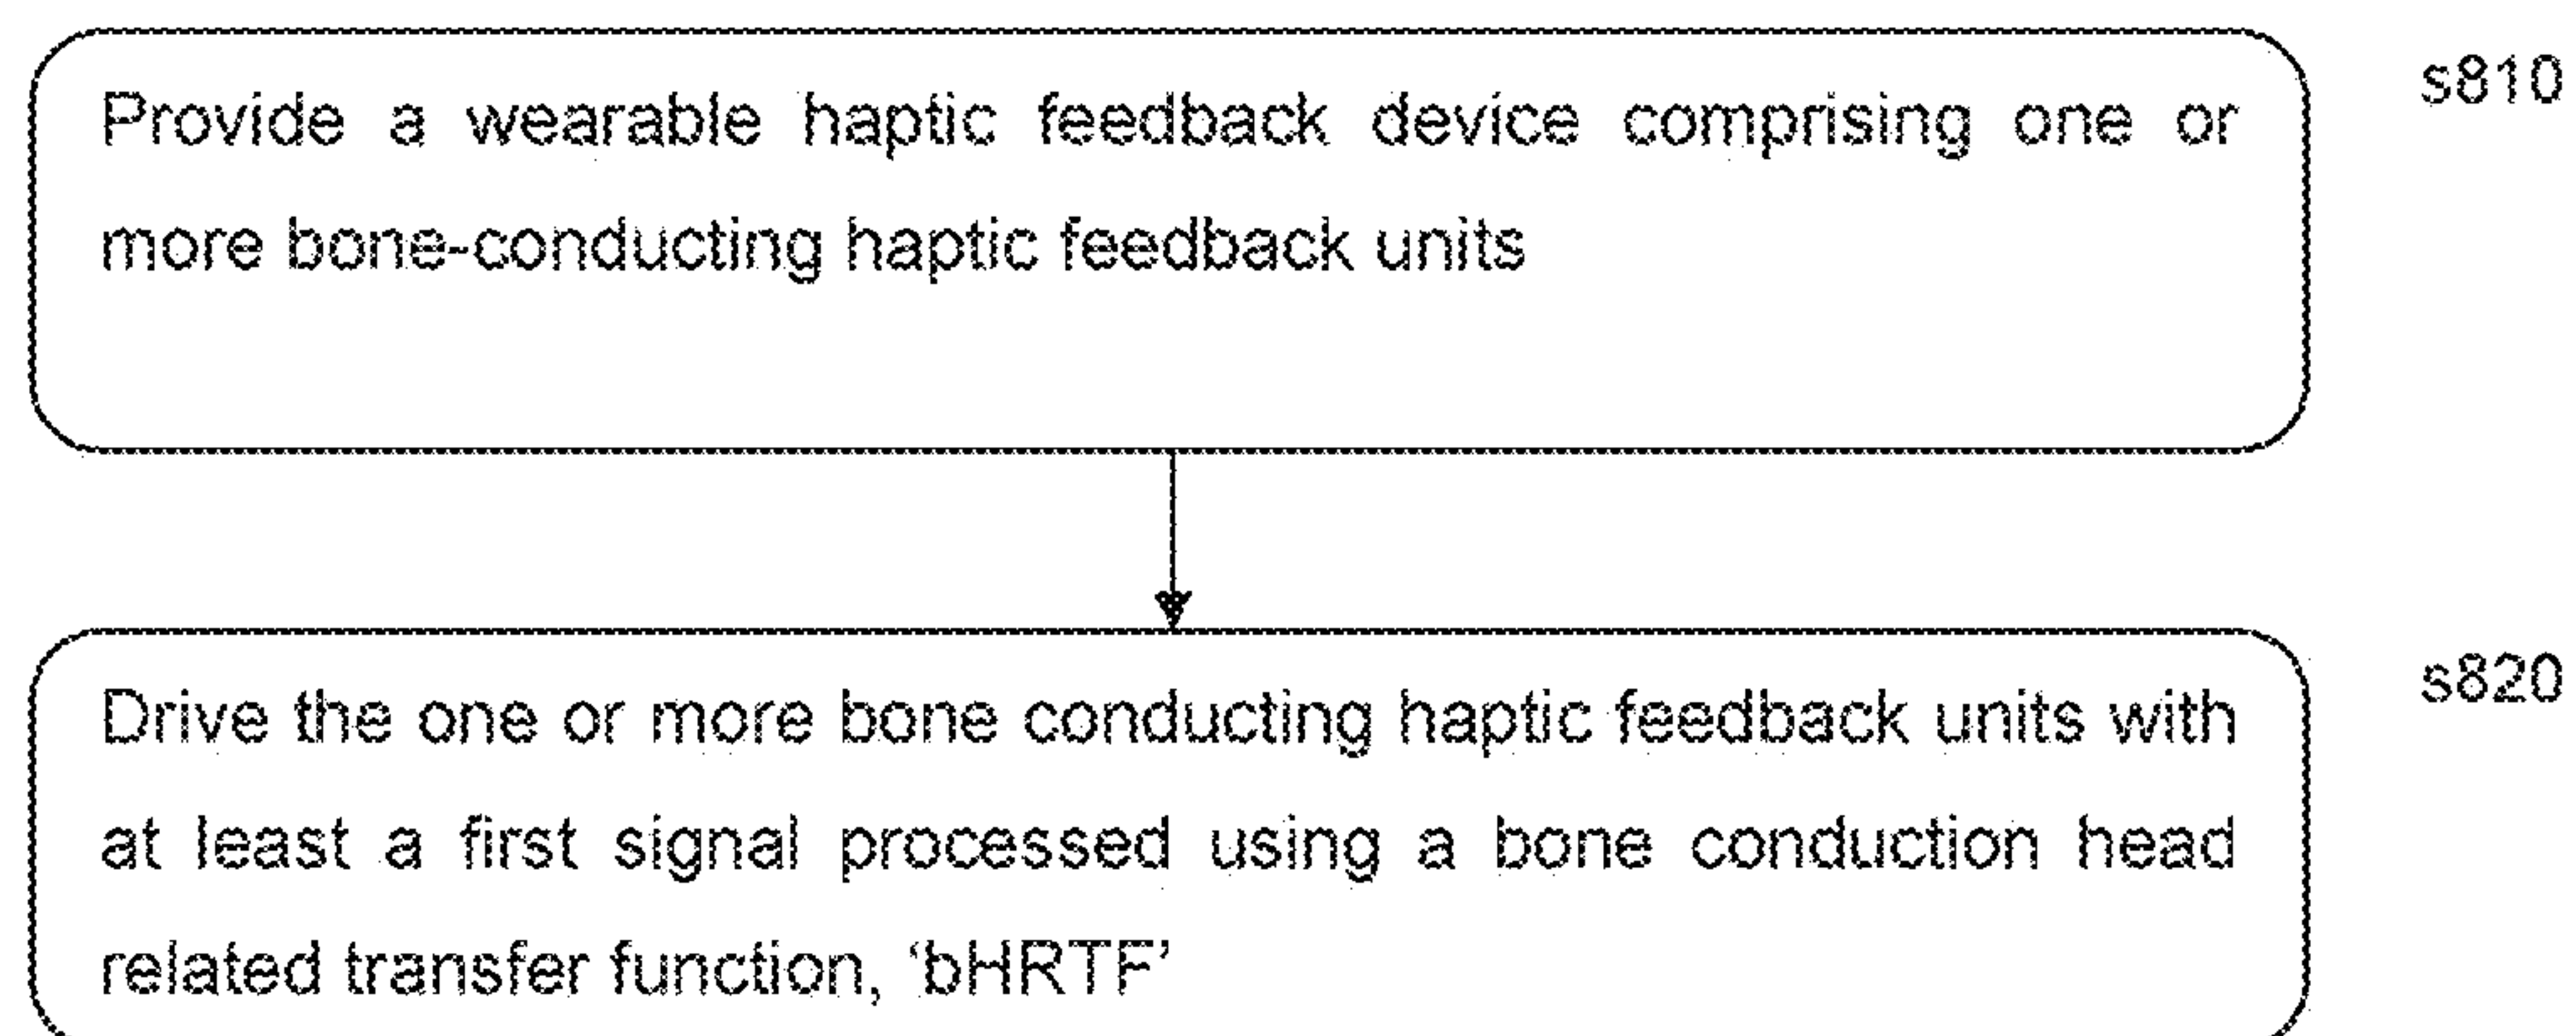 Provide a wearable haptic feedback device comprising one or
more bone-conducting haptic feedback units
s810
Drive the one or more bone conducting haptic feedback units with
at least a first signal processed using a bone conduction head
related transfer function, ‘bHRTF’
s820